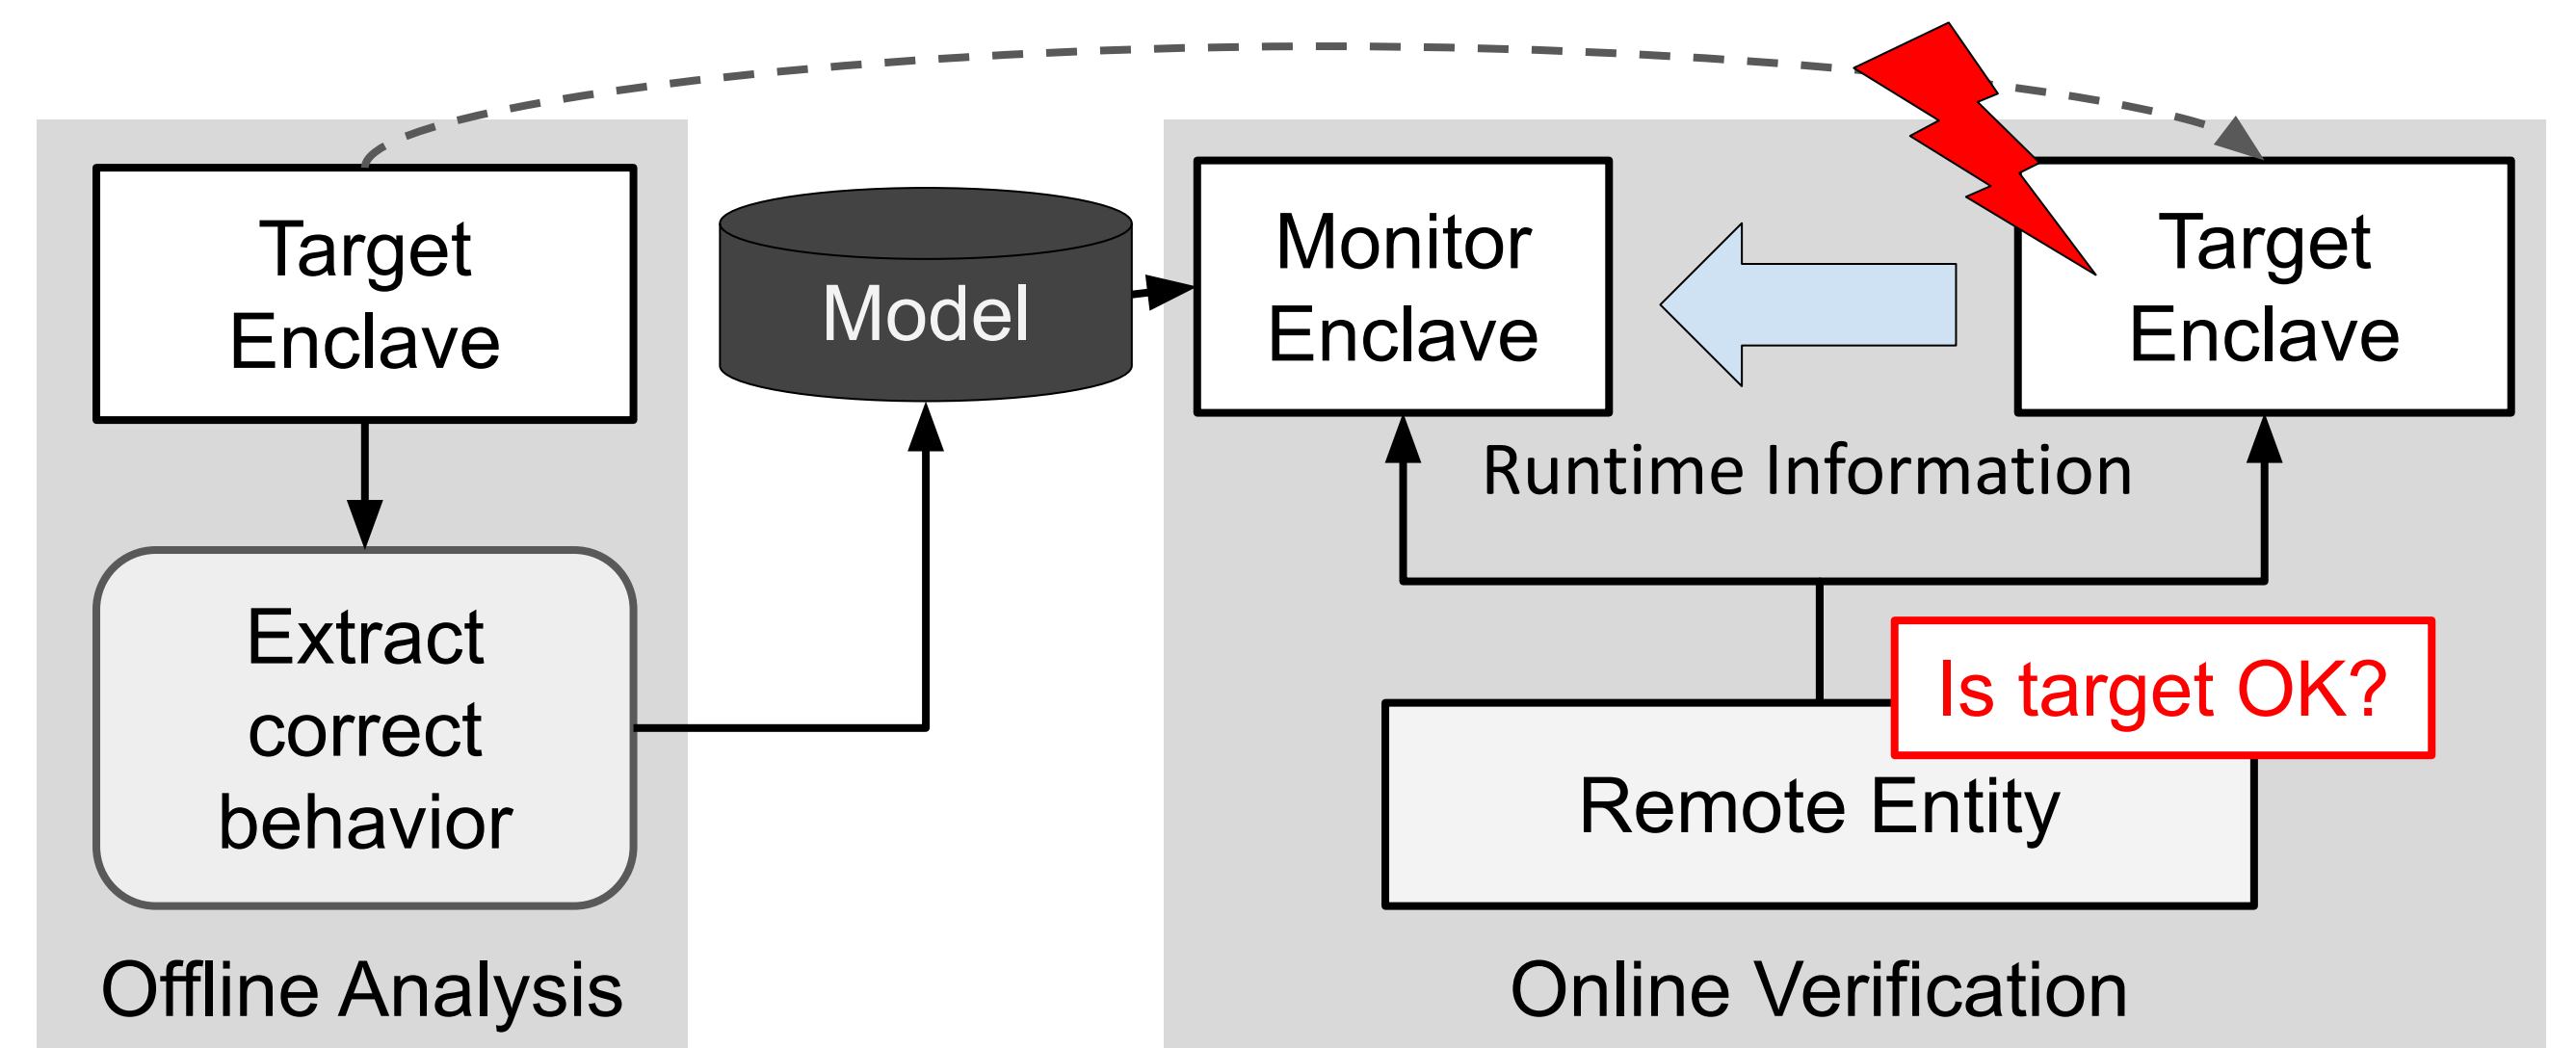 Target
Enclave
Extract
correct
behavior
Offline Analysis
Model
Monitor
Enclave
Target
Enclave
Runtime Information
Is target OK?
Remote Entity
Online Verification